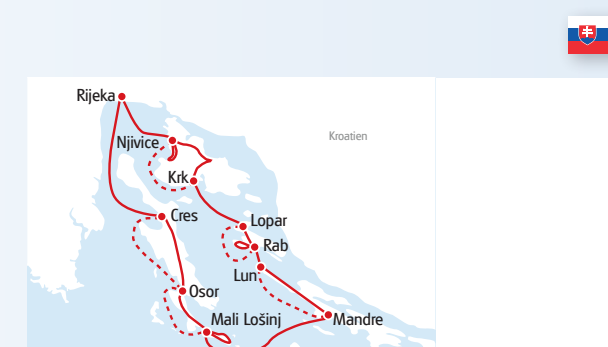 Rijeka
Njivice
Kroatien
Krk
Cres
Lopar
Rab
Lun
Osor
Mali Lošinj
Mandre